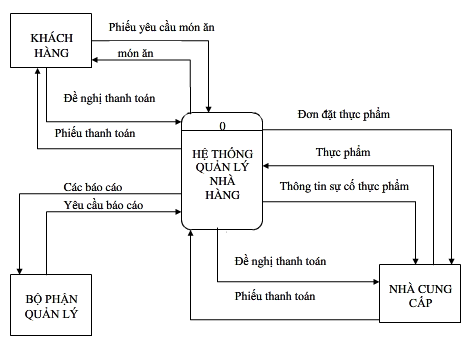 KHÁCH
HÀNG
Phiếu yêu cầu món ăn
món ăn
Đề nghị thanh toán
Phiếu thanh toán
0
HỆ THỐNG
QUẢN LÝ
NHÀ
HÀNG
Đơn đặt thực phẩm
Thực phẩm
Thông tin sự cố thực phẩm
Các báo cáo
Yêu cầu báo cáo
Đề nghị thanh toán
Phiếu thanh toán
BỘ PHẬN
QUẢN LÝ
NHÀ CUNG
CẤP